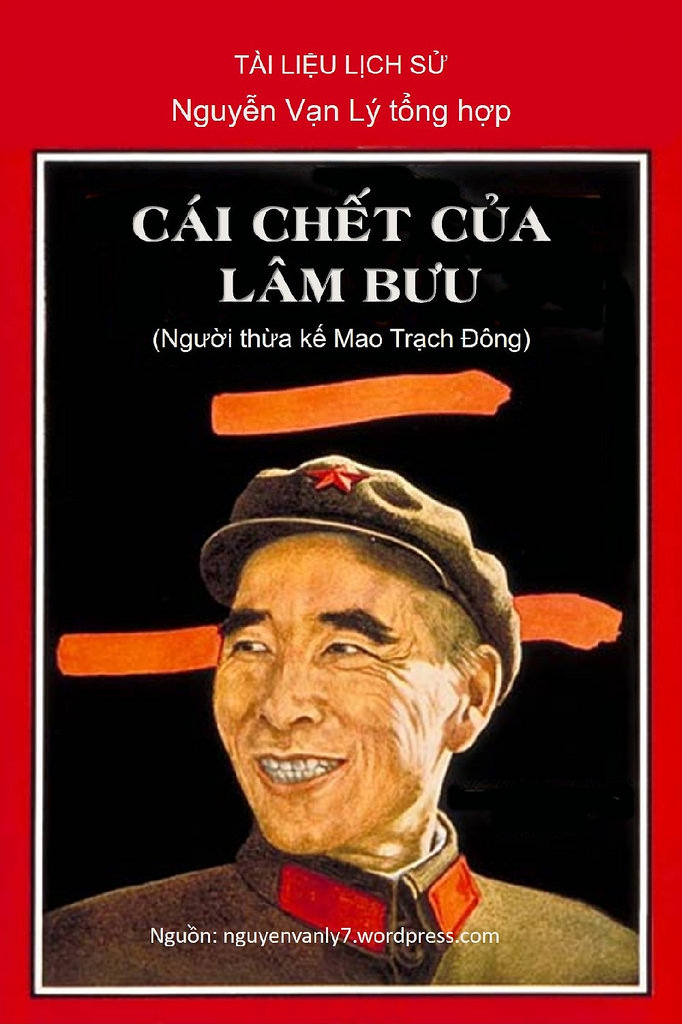 TÀI LIỆU LỊCH SỬ
Nguyễn Vạn Lý tổng hợp
CÁI CHẾT CỦA
LÂM BƯU
(Người thừa kế Mao Trạch Đông)
Nguồn: nguyenvanly7.wordpress.com